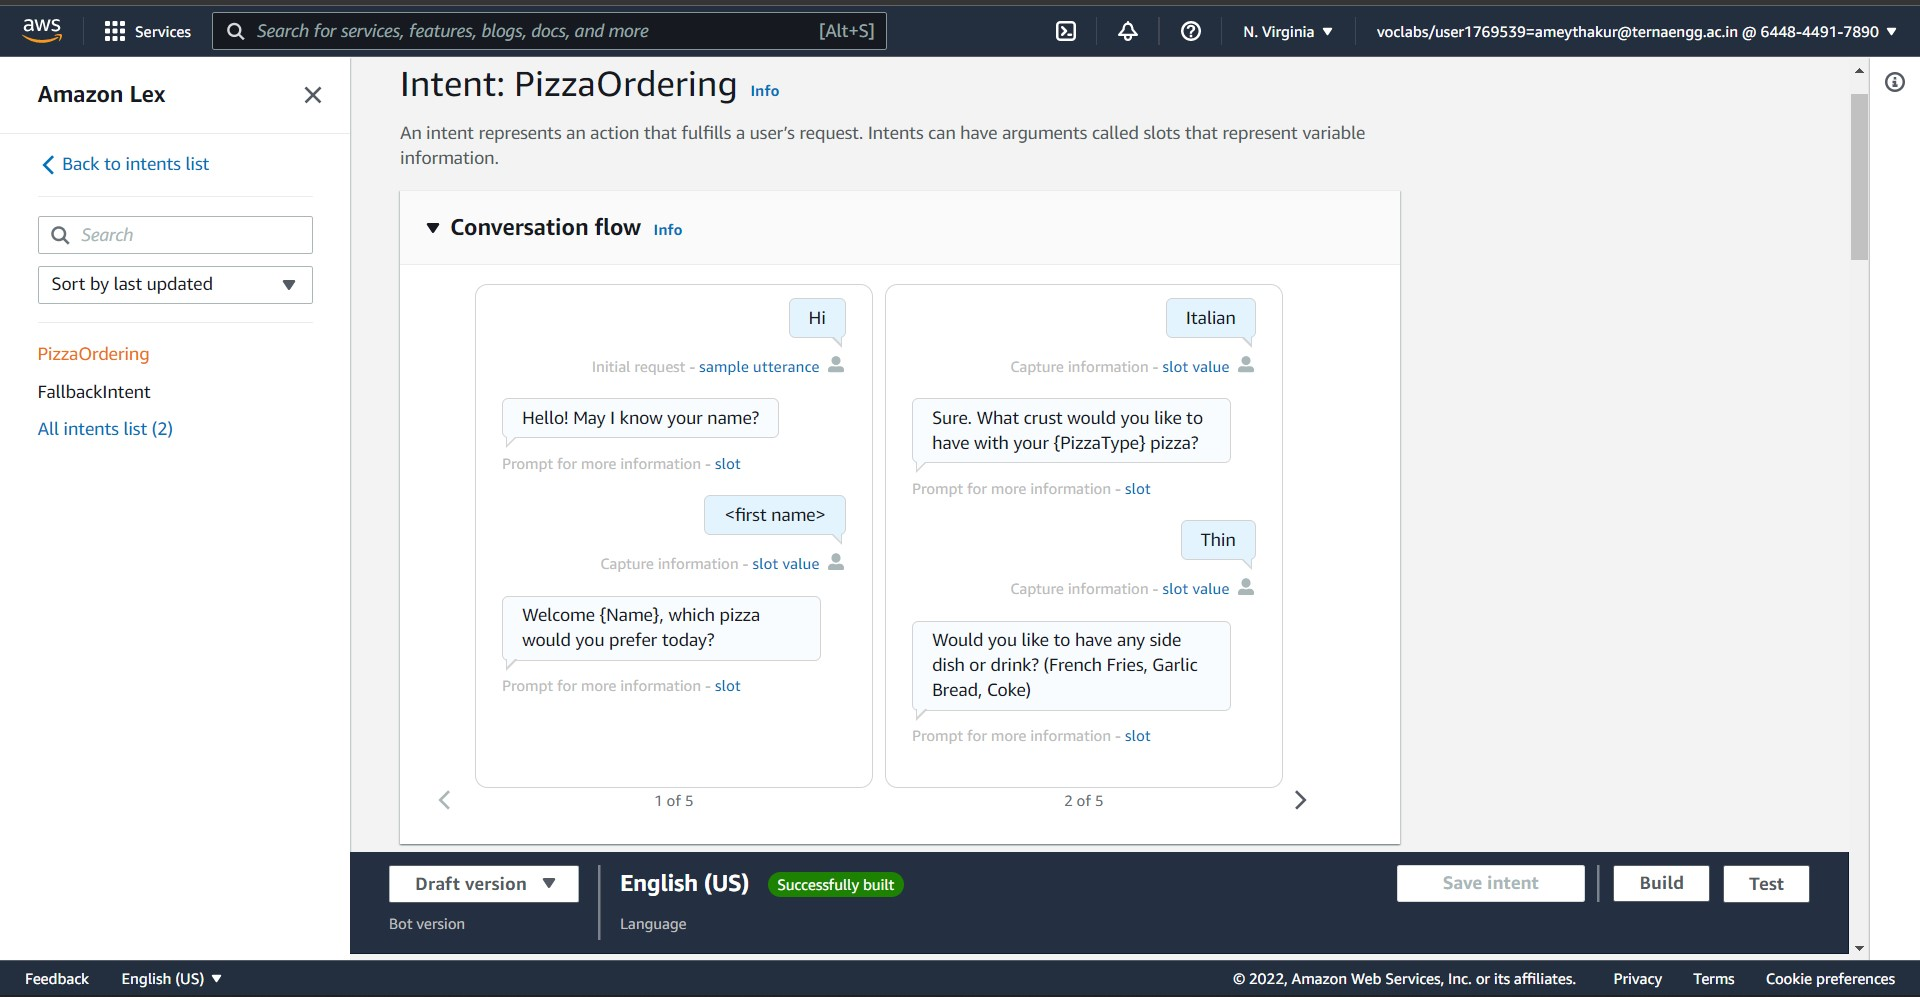 aws
Services
Search for services, features, blogs, docs, and more
[Alt+S]
N. Virginia
voclabs/user1769539=ameythakur@ternaengg.ac.in @ 6448-4491-7890
Amazon Lex
Back to intents list
Search
Sort by last updated
PizzaOrdering
FallbackIntent
All intents list (2)
Intent: PizzaOrdering Info
An intent represents an action that fulfills a user's request. Intents can have arguments called slots that represent variable
information.
Conversation flow Info
Hi
Initial request - sample utterance
Hello! May I know your name?
Prompt for more information - slot
<first name>
Capture information - slot value
Welcome {Name}, which pizza
would you prefer today?
Prompt for more information - slot
1 of 5
Italian
Capture information - slot value
Sure. What crust would you like to
have with your {PizzaType} pizza?
Prompt for more information - slot
Thin
Capture information - slot value
Would you like to have any side
dish or drink? (French Fries, Garlic
Bread, Coke)
Prompt for more information - slot
2 of 5
Draft version
Bot version
English (US) Successfully built
Language
Save intent
Build
Test
Feedback
English (US)
© 2022, Amazon Web Services, Inc. or its affiliates.
Privacy
Terms
Cookie preferences